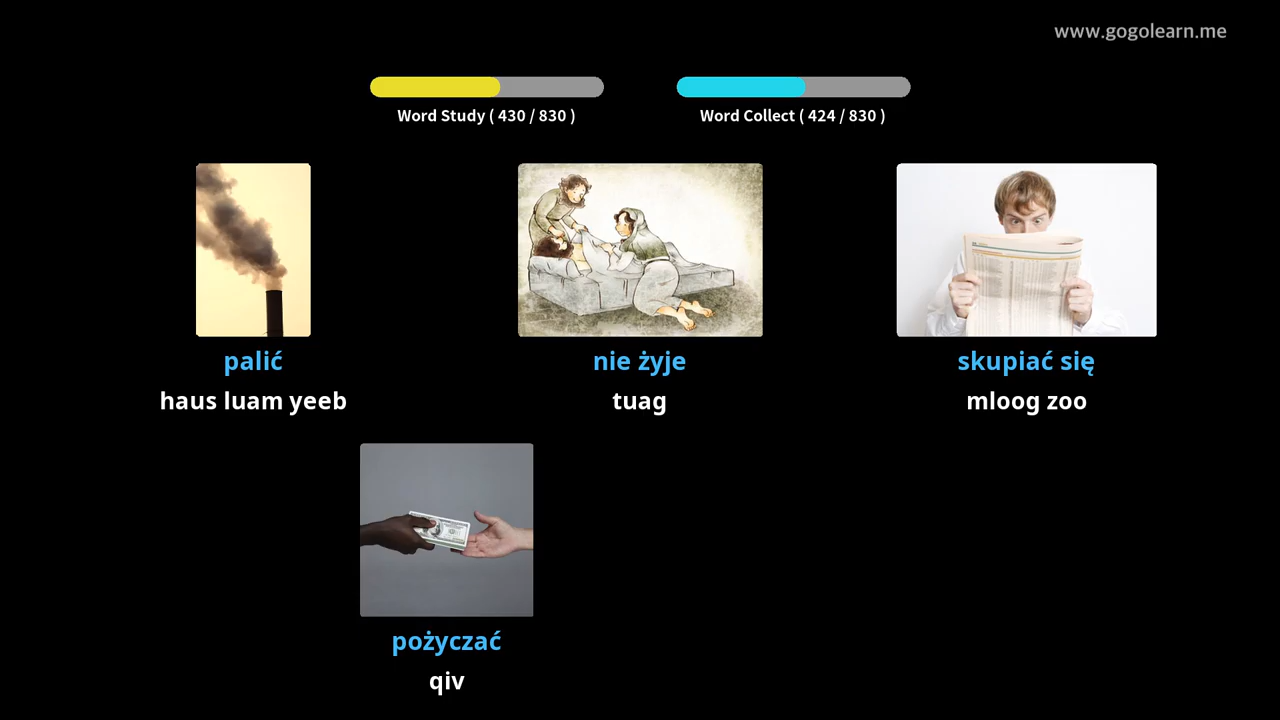 www.gogolearn.me
Word Study ( 430 / 830 )
Word Collect ( 424 / 830 )
palić
haus luam yeeb
nie żyje
tuag
skupiać się
mloog zoo
pożyczać
qiv